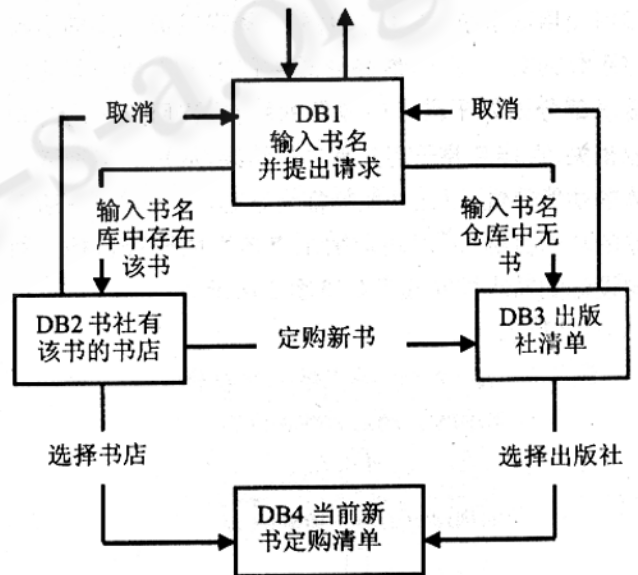 DB1
输入书名
并提出请求
取消
取消
输入书名
库中存在
该书
输入书名
仓库中无
书
DB2 书社有
该书的书店
定购新书
DB3 出版
社清单
选择书店
选择出版社
DB4 当前新
书定购清单